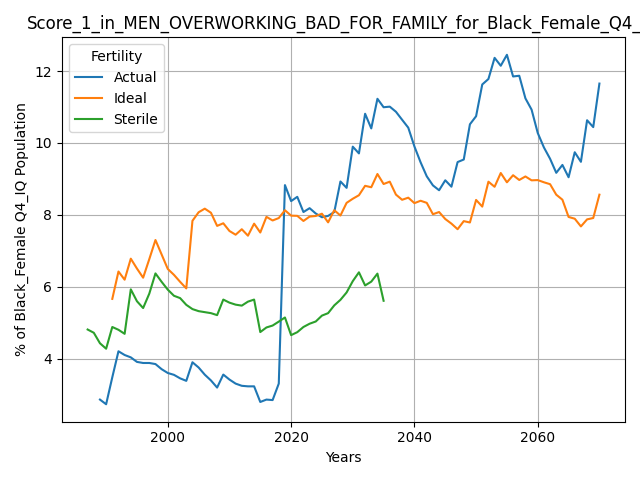 Score_1_in_MEN_OVERWORKING_BAD_FOR_FAMILY_for_Black_Female_Q4_
Fertility
Actual
Ideal
Sterile
% of Black_Female Q4_IQ Population
12
10
8
6
4
2000
2020
2040
2060
Years